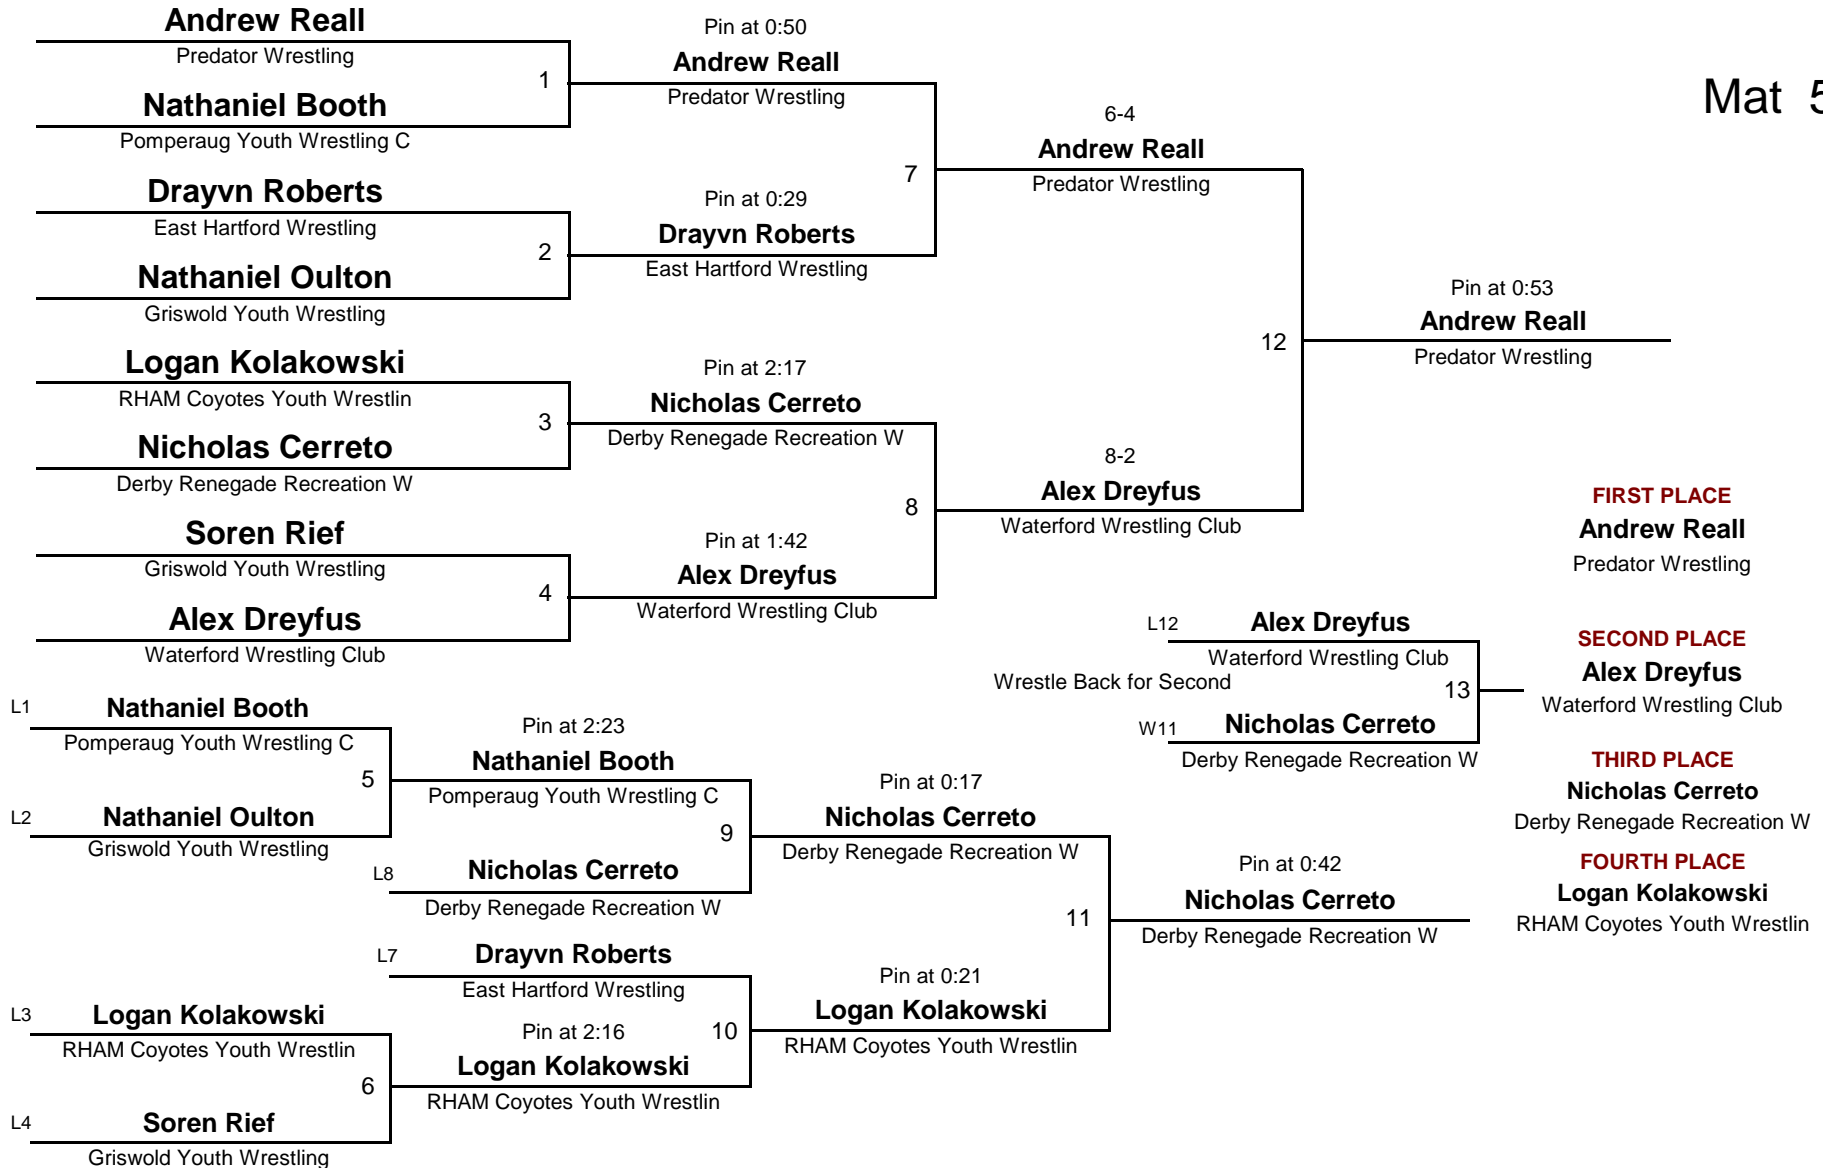 Andrew Reall
Predator Wrestling
1
Nathaniel Booth
Pomperaug Youth Wrestling C
Drayvn Roberts
East Hartford Wrestling
2
Nathaniel Oulton
Griswold Youth Wrestling
Logan Kolakowski
RHAM Coyotes Youth Wrestlin
3
Nicholas Cerreto
Derby Renegade Recreation W
Soren Rief
Griswold Youth Wrestling
4
Alex Dreyfus
Waterford Wrestling Club
Pin at 0:50
Andrew Reall
Predator Wrestling
7
Pin at 0:29
Drayvn Roberts
East Hartford Wrestling
Pin at 2:17
Nicholas Cerreto
Derby Renegade Recreation W
8
Pin at 1:42
Alex Dreyfus
Waterford Wrestling Club
6-4
Andrew Reall
Predator Wrestling
12
8-2
Alex Dreyfus
Waterford Wrestling Club
Mat 5
Pin at 0:53
Andrew Reall
Predator Wrestling
L12
Alex Dreyfus
Waterford Wrestling Club
Wrestle Back for Second
13
W11
Nicholas Cerreto
Derby Renegade Recreation W
FIRST PLACE
Andrew Reall
Predator Wrestling
SECOND PLACE
Alex Dreyfus
Waterford Wrestling Club
THIRD PLACE
Nicholas Cerreto
Derby Renegade Recreation W
FOURTH PLACE
Logan Kolakowski
RHAM Coyotes Youth Wrestlin
L1
Nathaniel Booth
Pomperaug Youth Wrestling C
5
L2
Nathaniel Oulton
Griswold Youth Wrestling
Pin at 2:23
Nathaniel Booth
Pomperaug Youth Wrestling C
9
L8
Nicholas Cerreto
Derby Renegade Recreation W
L7
Drayvn Roberts
East Hartford Wrestling
10
L3
Logan Kolakowski
RHAM Coyotes Youth Wrestlin
6
L4
Soren Rief
Griswold Youth Wrestling
Pin at 2:16
Logan Kolakowski
RHAM Coyotes Youth Wrestlin
Pin at 0:17
Nicholas Cerreto
Derby Renegade Recreation W
11
Pin at 0:21
Logan Kolakowski
RHAM Coyotes Youth Wrestlin
Pin at 0:42
Nicholas Cerreto
Derby Renegade Recreation W